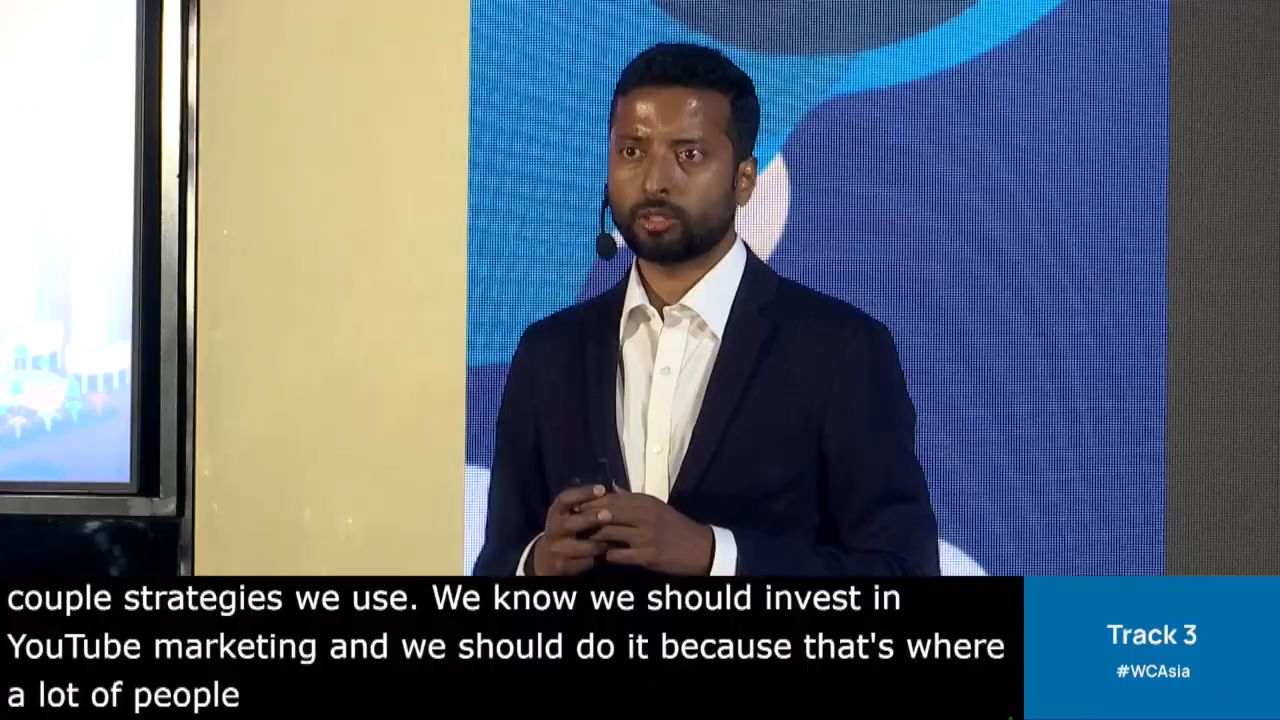 couple strategies we use. We know we should invest in
YouTube marketing and we should do it because that's where
a lot of people
Track 3
#WCAsia